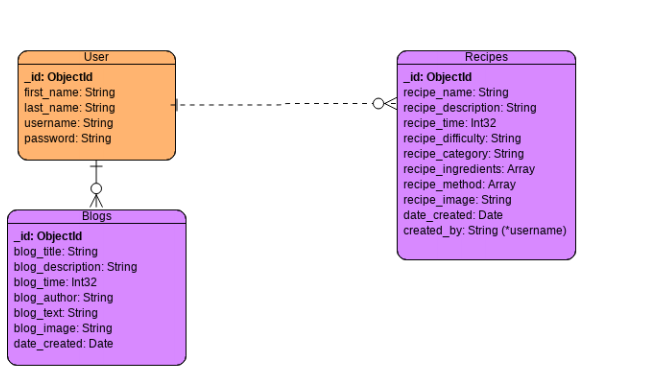 User
_id: ObjectId
first_name: String
last_name: String
username: String
password: String
Recipes
_id: ObjectId
recipe_name: String
recipe_description: String
recipe_time: Int32
recipe_difficulty: String
recipe_category: String
recipe_ingredients: Array
recipe_method: Array
recipe_image: String
date_created: Date
created_by: String (*username)
Blogs
_id: ObjectId
blog_title: String
blog_description: String
blog_time: Int32
blog_author: String
blog_text: String
blog_image: String
date_created: Date